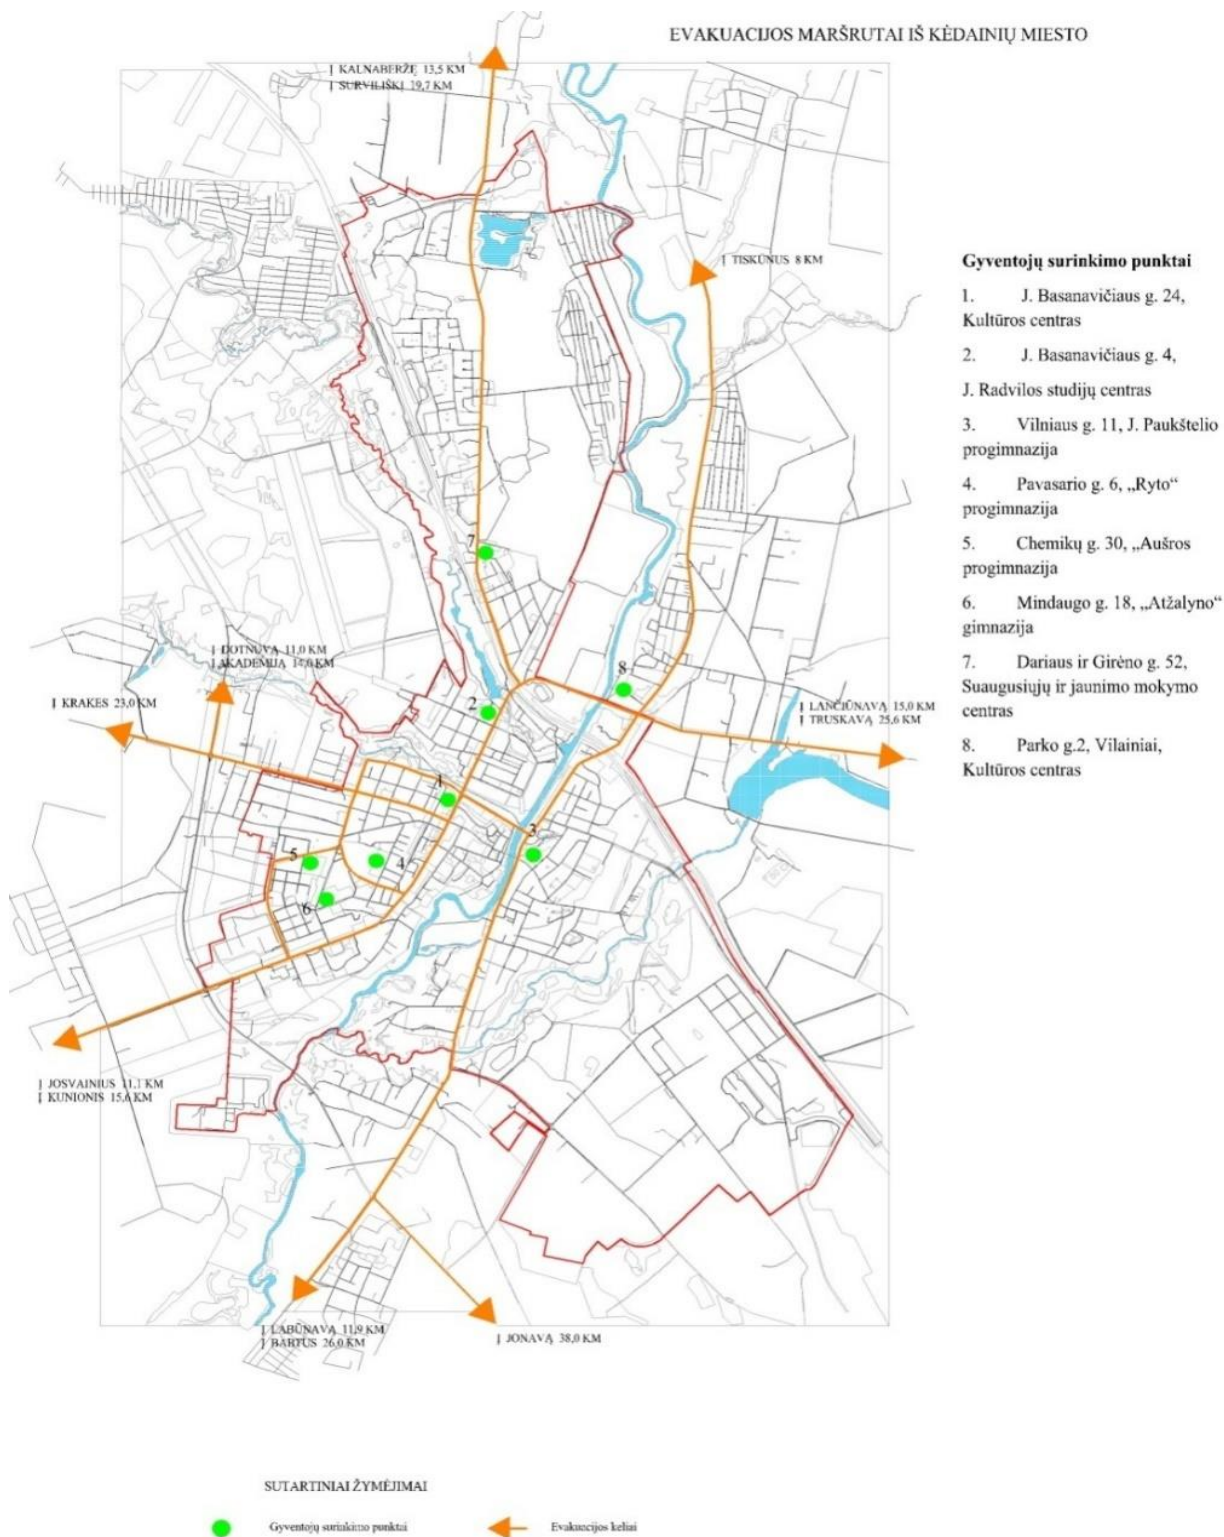 EVAKUACIJOS MARŠRUTAI IŠ KĖDAINIŲ MIESTO
Į KALNABERŽĘ 13,5 KM
Į SURVILIŠKĮ 19,7 KM
Į TISKŪNUS 8 KM
Gyventojų surinkimo punktai
1. J. Basanavičiaus g. 24,
Kultūros centras
2. J. Basanavičiaus g. 4,
J. Radvilos studijų centras
3. Vilniaus g. 11, J. Paukštelio
progimnazija
4. Pavasario g. 6, „Ryto“
progimnazija
5. Chemikų g. 30, „Aušros
progimnazija
6. Mindaugo g. 18, „Atžalyno“
gimnazija
7. Dariaus ir Girėno g. 52,
Suaugusiųjų ir jaunimo mokymo
centras
8. Parko g.2, Vilainiai,
Kultūros centras
7
Į DOTNUVĄ 11,0 KM
Į AKADEMIJĄ 14,0 KM
8
Į KRAKES 23,0 KM
2
Į LANČIŪNAVĄ 15,0 KM
Į TRUSKAVĄ 25,6 KM
1
3
5
4
6
Į JOSVAINIUS 11,1 KM
Į KUNIONIS 15,6 KM
Į LABŪNAVĄ 11,9 KM
Į BABTUS 26,0 KM
Į JONAVĄ 38,0 KM
SUTARTINIAI ŽYMĖJIMAI
Gyventojų surinkimo punktai
Evakuacijos keliai